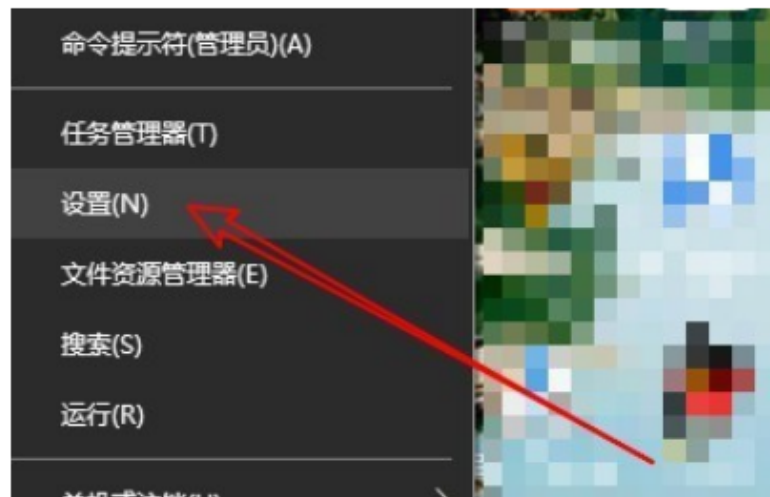 命令提示符(管理员)(A)
任务管理器(T)
设置(N)
文件资源管理器(E)
搜索(S)
运行(R)